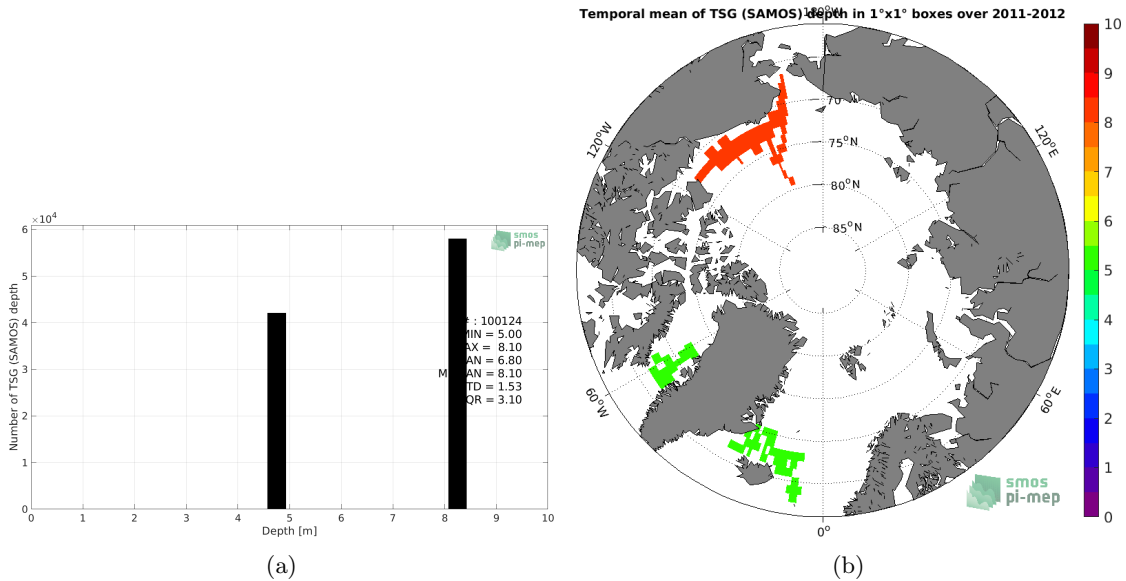 ×10⁴
6
5
4
3
2
1
0
Number of TSG (SAMOS) depth
0 1 2 3 4 5 6 7 8 9 10
Depth [m]
smos
pi-mep
# : 100124
MIN = 5.00
AX = 8.10
AN = 6.80
M AN = 8.10
TD = 1.53
QR = 3.10
(a)
Temporal mean of TSG (SAMOS) depth in 1°x1° boxes over 2011-2012
180°W
120°W
120°E
60°W
60°E
0°
70
75°N
80°N
85°N
10
9
8
7
6
5
4
3
2
1
0
smos
pi-mep
(b)